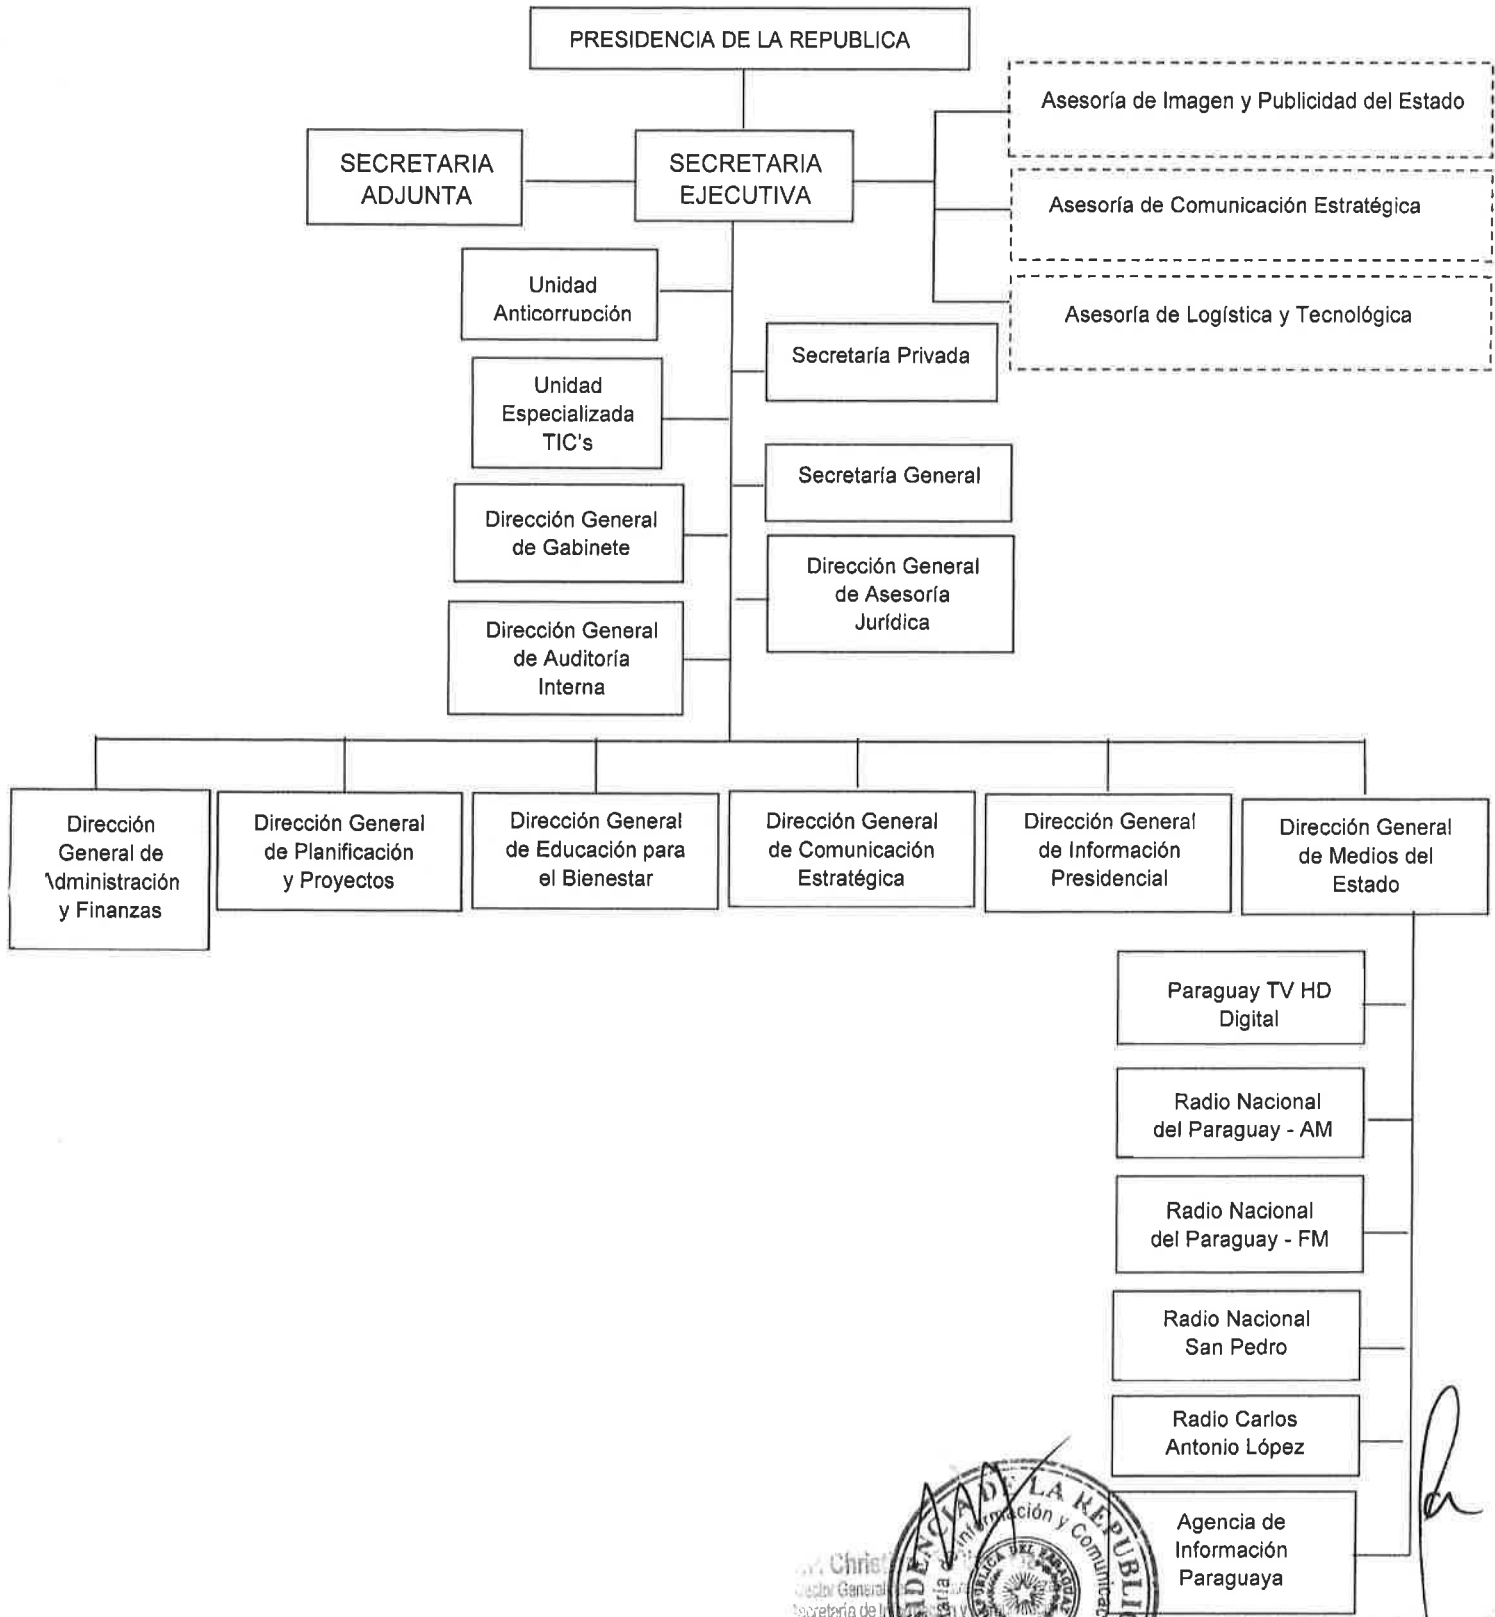 PRESIDENCIA DE LA REPUBLICA
Asesoría de Imagen y Publicidad del Estado
SECRETARIA
ADJUNTA
SECRETARIA
EJECUTIVA
Asesoría de Comunicación Estratégica
Asesoría de Logística y Tecnológica
Unidad
Anticorrupción
Secretaría Privada
Unidad
Especializada
TIC's
Secretaría General
Dirección General
de Gabinete
Dirección General
de Asesoría
Jurídica
Dirección General
de Auditoría
Interna
Dirección
General de
Administración
y Finanzas
Dirección General
de Planificación
y Proyectos
Dirección General
de Educación para
el Bienestar
Dirección General
de Comunicación
Estratégica
Dirección General
de Información
Presidencial
Dirección General
de Medios del
Estado
Paraguay TV HD
Digital
Radio Nacional
del Paraguay - AM
Radio Nacional
del Paraguay - FM
Radio Nacional
San Pedro
Radio Carlos
Antonio López
Agencia de
Información
Paraguaya
DE LA
y
DEL